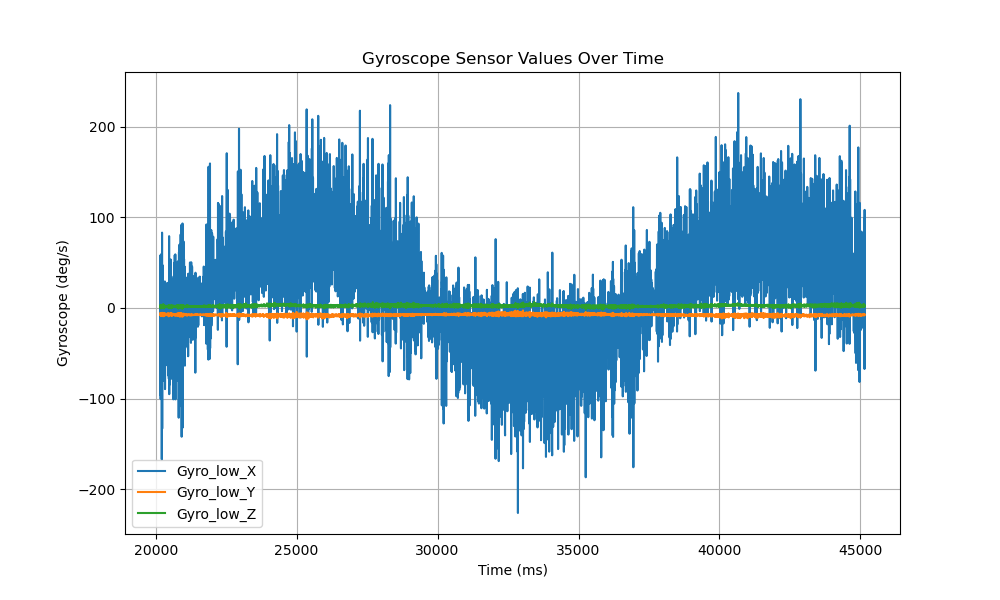 Gyroscope Sensor Values Over Time
200
100
0
−100
−200
Gyroscope (deg/s)
Gyro_low_X
Gyro_low_Y
Gyro_low_Z
20000 25000 30000 35000 40000 45000
Time (ms)